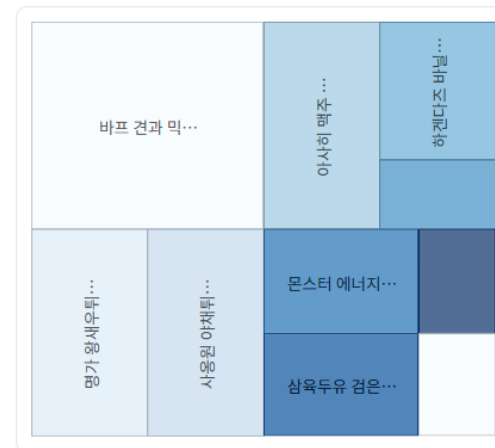 바프 견과 믹…
아사히 맥주 …
하겐다즈 바닐…
명가 왕새우튀…
사옹원 야채튀…
몬스터 에너지…
삼육두유 검은…